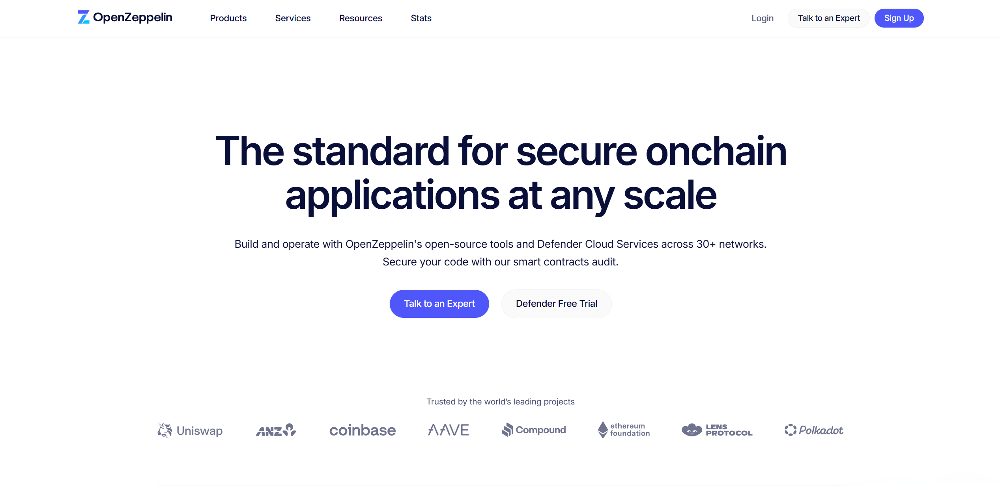 OpenZeppelin Products Services Resources Stats Login Talk to an Expert Sign Up
The standard for secure onchain
applications at any scale
Build and operate with OpenZeppelin's open-source tools and Defender Cloud Services across 30+ networks.
Secure your code with our smart contracts audit.
Talk to an Expert Defender Free Trial
Trusted by the world’s leading projects
Uniswap ANZ coinbase AAVE Compound ethereum foundation LENS PROTOCOL Polkadot